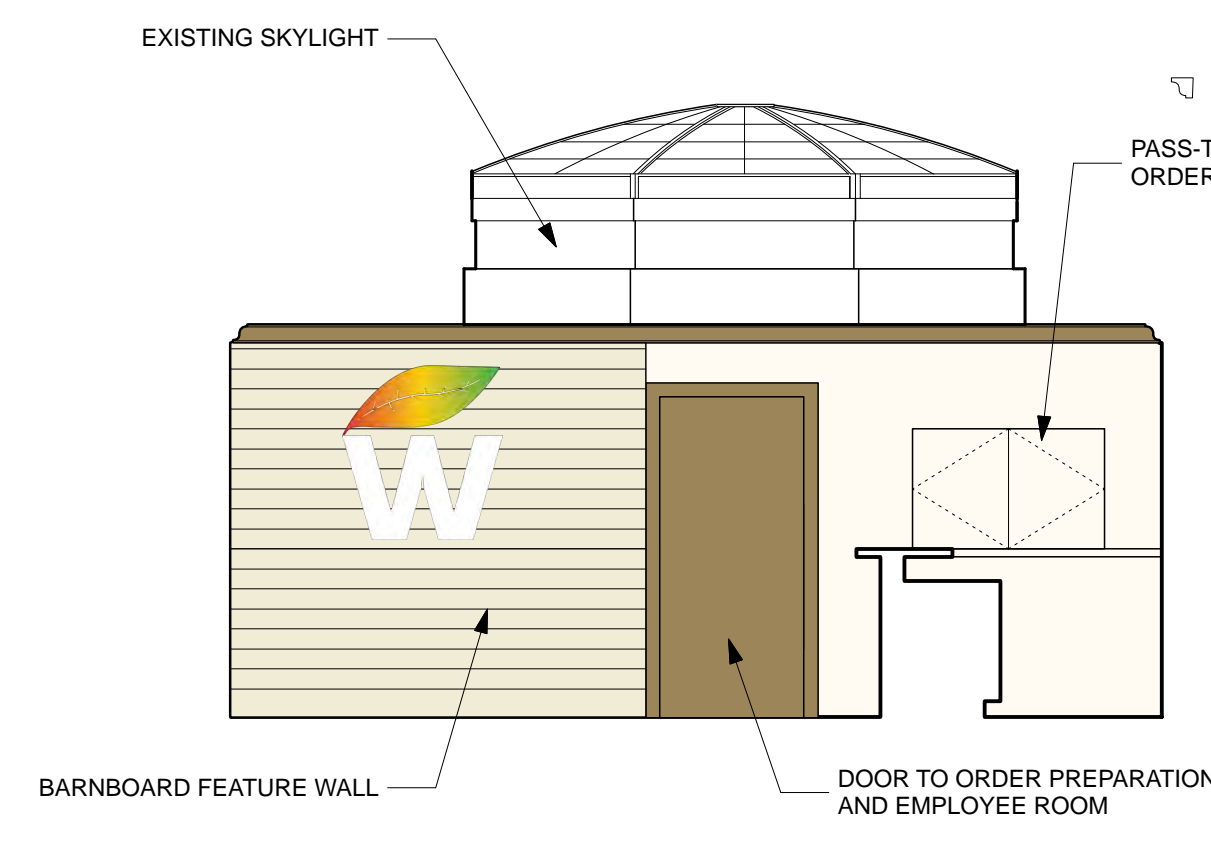 EXISTING SKYLIGHT
PASS-T
ORDER
W
BARNBOARD FEATURE WALL
DOOR TO ORDER PREPARATION
AND EMPLOYEE ROOM